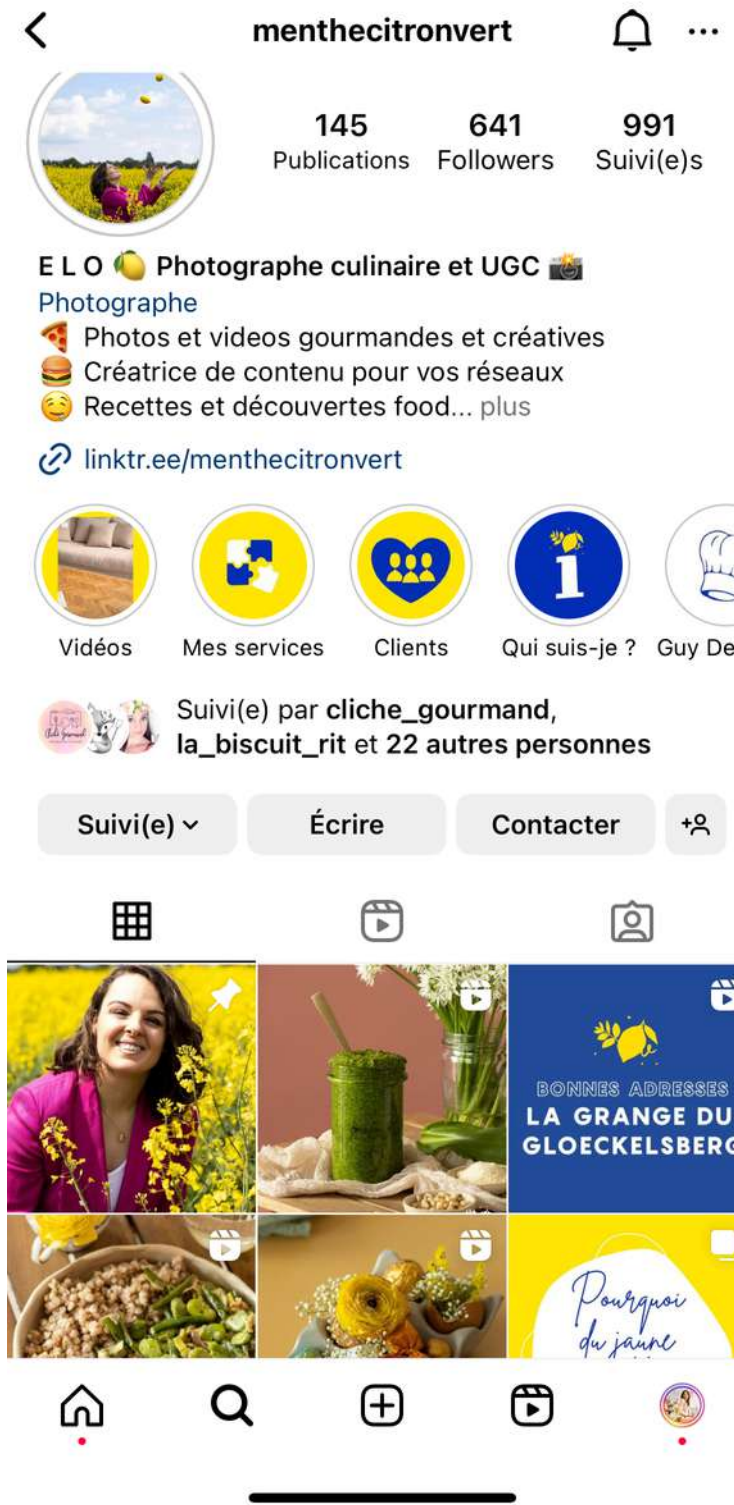 menthecitronvert
145 641 991
Publications Followers Suivi(e)s
E L O 🍋 Photographe culinaire et UGC 📸
Photographe
🍕 Photos et videos gourmandes et créatives
🍔 Créatrice de contenu pour vos réseaux
🤤 Recettes et découvertes food... plus
linktr.ee/menthecitronvert
Vidéos Mes services Clients Qui suis-je ? Guy De
Suivi(e) par cliche_gourmand,
la_biscuit_rit et 22 autres personnes
Suivi(e) Écrire Contacter
BONNES ADRESSES
LA GRANGE DU
GLOECKELSBERG
Pourquoi
du jaune